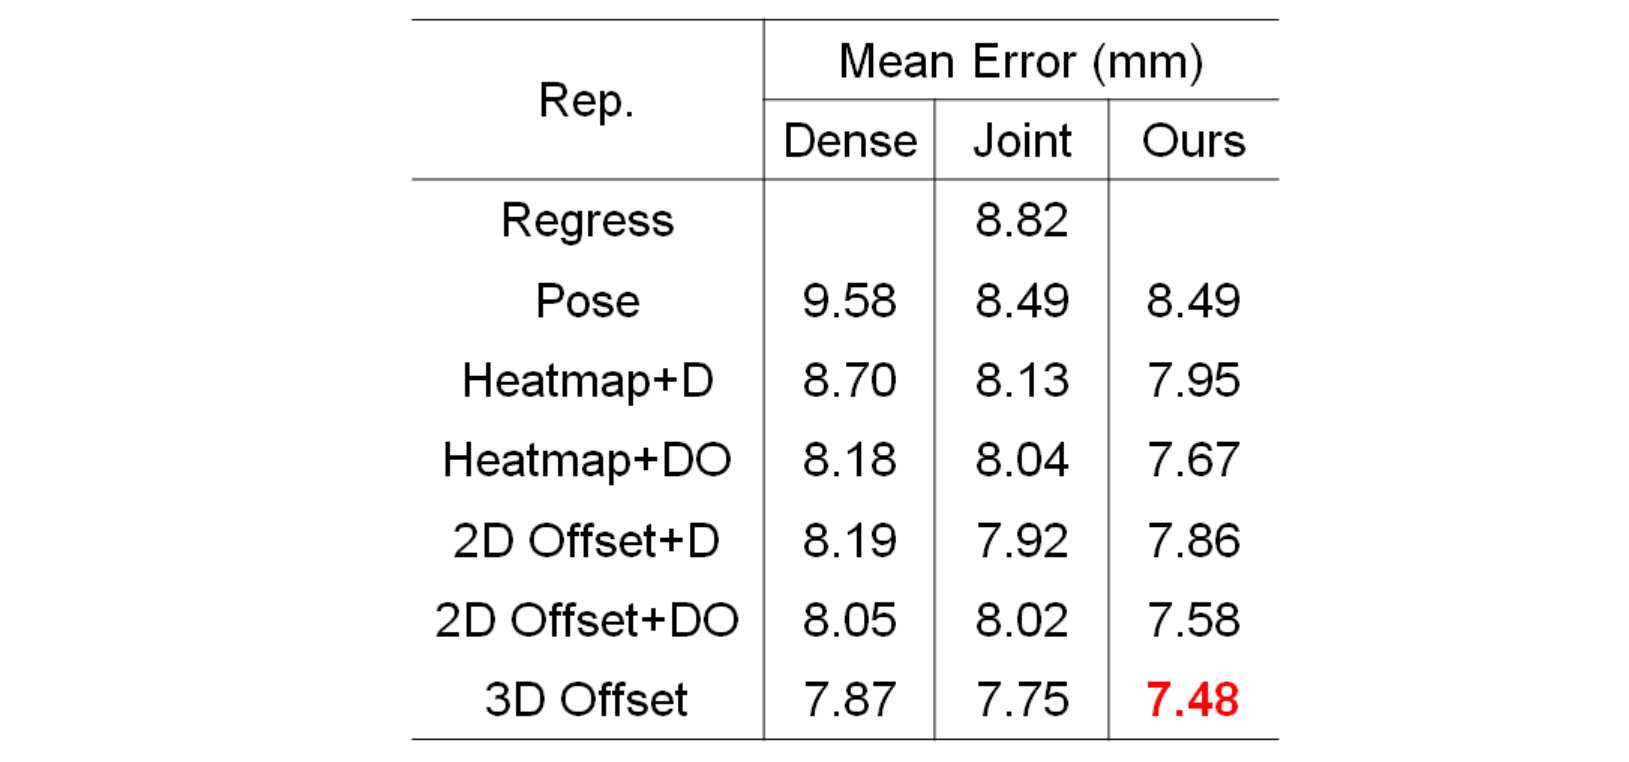 Rep. Mean Error (mm)
Dense Joint Ours
Regress 8.82
Pose 9.58 8.49 8.49
Heatmap+D 8.70 8.13 7.95
Heatmap+DO 8.18 8.04 7.67
2D Offset+D 8.19 7.92 7.86
2D Offset+DO 8.05 8.02 7.58
3D Offset 7.87 7.75 7.48